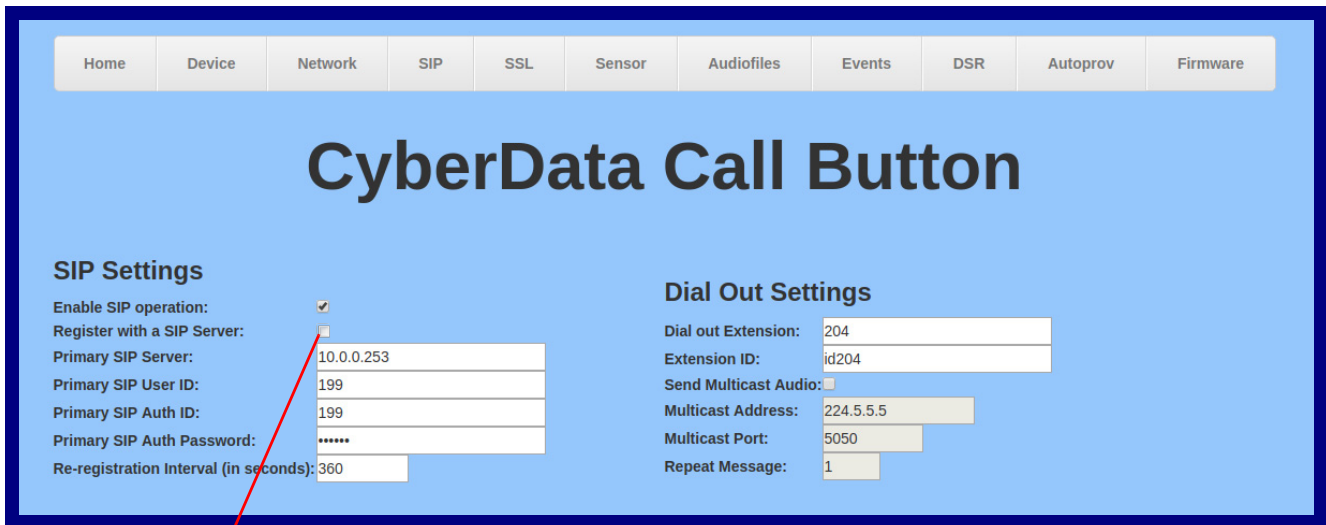 Home Device Network SIP SSL Sensor Audiofiles Events DSR Autoprov Firmware
CyberData Call Button
SIP Settings
Enable SIP operation:
Register with a SIP Server:
Primary SIP Server: 10.0.0.253
Primary SIP User ID: 199
Primary SIP Auth ID: 199
Primary SIP Auth Password: ••••••
Re-registration Interval (in seconds): 360
Dial Out Settings
Dial out Extension: 204
Extension ID: id204
Send Multicast Audio:
Multicast Address: 224.5.5.5
Multicast Port: 5050
Repeat Message: 1